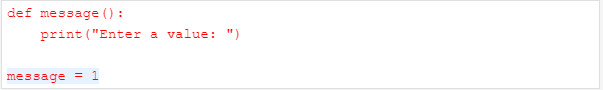 def message():
    print("Enter a value: ")
message = 1